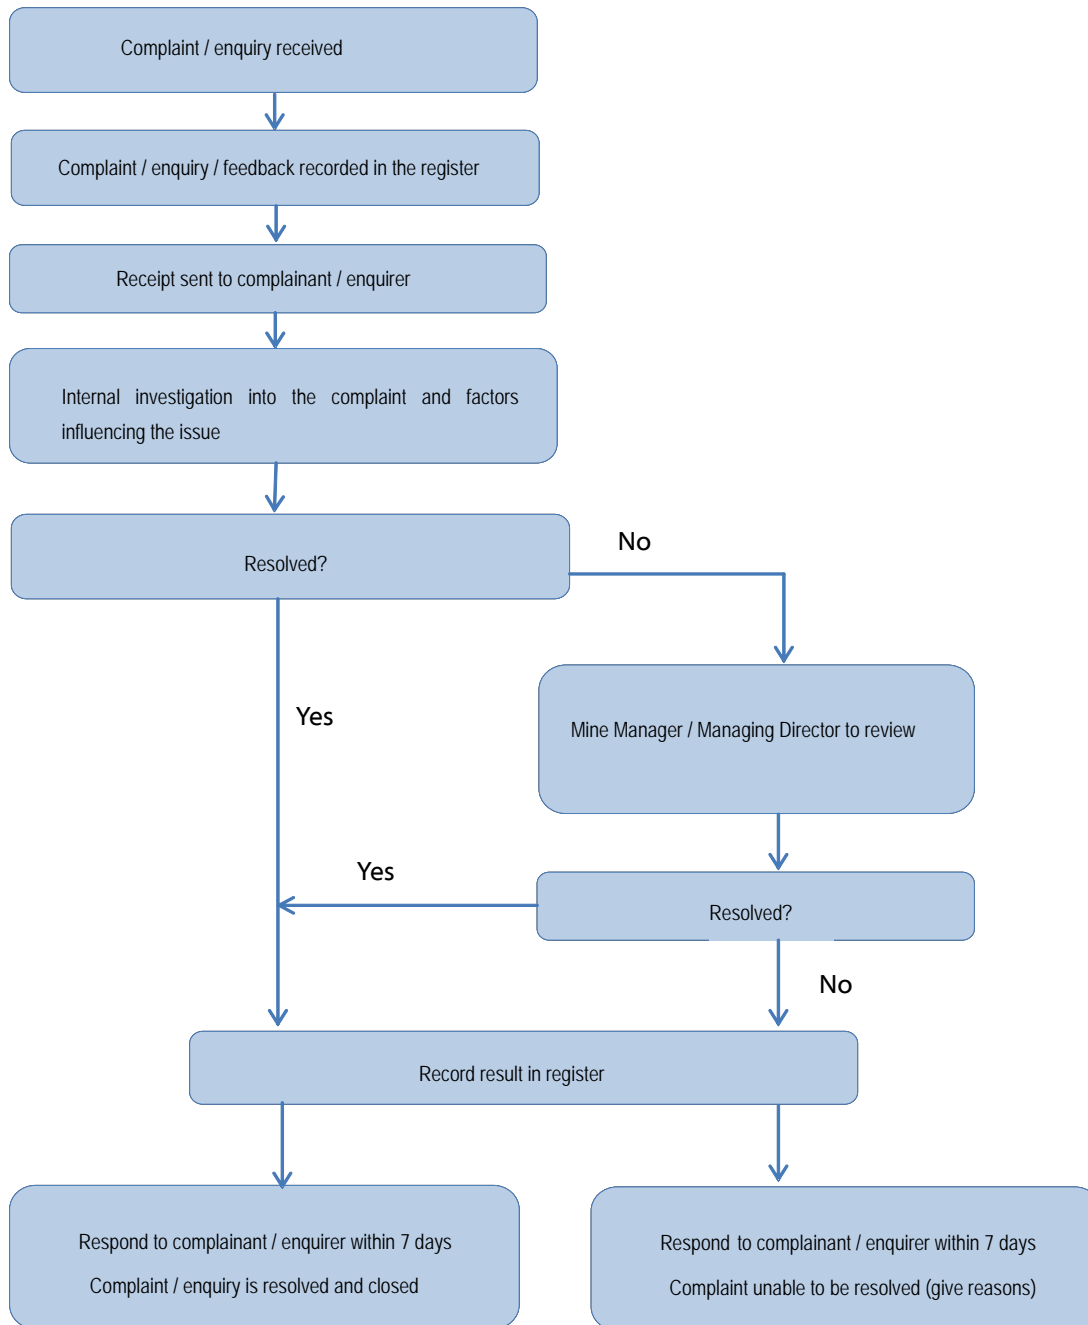 Complaint / enquiry received
Complaint / enquiry / feedback recorded in the register
Receipt sent to complainant / enquirer
Internal investigation into the complaint and factors
influencing the issue
Resolved?
No
Yes
Mine Manager / Managing Director to review
Yes
Resolved?
No
Record result in register
Respond to complainant / enquirer within 7 days
Complaint / enquiry is resolved and closed
Respond to complainant / enquirer within 7 days
Complaint unable to be resolved (give reasons)